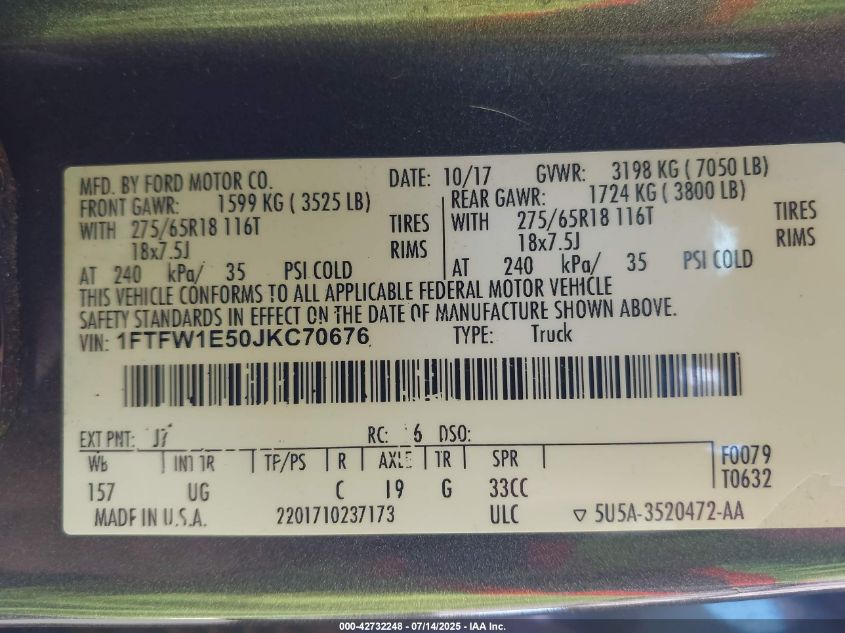 MFD. BY FORD MOTOR CO. DATE: 10/17 GVWR: 3198 KG ( 7050 LB)
FRONT GAWR: 1599 KG ( 3525 LB) REAR GAWR: 1724 KG ( 3800 LB)
WITH 275/65R18 116T TIRES WITH 275/65R18 116T TIRES
18x7.5J RIMS 18x7.5J RIMS
AT 240 kPa/ 35 PSI COLD AT 240 kPa/ 35 PSI COLD
THIS VEHICLE CONFORMS TO ALL APPLICABLE FEDERAL MOTOR VEHICLE
SAFETY STANDARDS IN EFFECT ON THE DATE OF MANUFACTURE SHOWN ABOVE.
VIN: 1FTFW1E50JKC70676 TYPE: Truck
EXT PNT: J7 RC: 6 DSO:
WB INT TR TP/PS R AXLE TR SPR F0079
157 UG C 19 G 33CC T0632
MADE IN U.S.A. 2201710237173 ULC ▽ 5U5A-3520472-AA
000-42732248 - 07/14/2025 - IAA Inc.